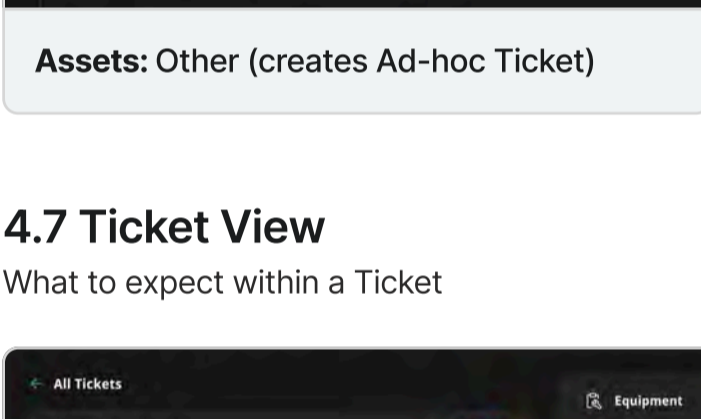 Assets: Other (creates Ad-hoc Ticket)
4.7 Ticket View
What to expect within a Ticket
← All Tickets
Equipment